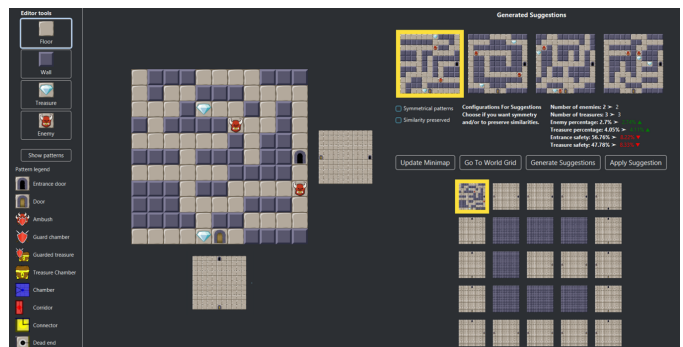 Editor tools
Floor
Wall
Treasure
Enemy
Show patterns
Pattern legend
Entrance door
Door
Ambush
Guard chamber
Guarded treasure
Treasure Chamber
Chamber
Corridor
Connector
Dead end
Generated Suggestions
Symmetrical patterns
Similarity preserved
Configurations For Suggestions
Choose if you want symmetry
and/or to preserve similarities.
Number of enemies: 2 ➤ 2
Number of treasures: 3 ➤ 3
Enemy percentage: 2.7% ➤
Treasure percentage: 4.05% ➤
Entrance safety: 56.76% ➤
Treasure safety: 47.78% ➤
Update Minimap
Go To World Grid
Generate Suggestions
Apply Suggestion